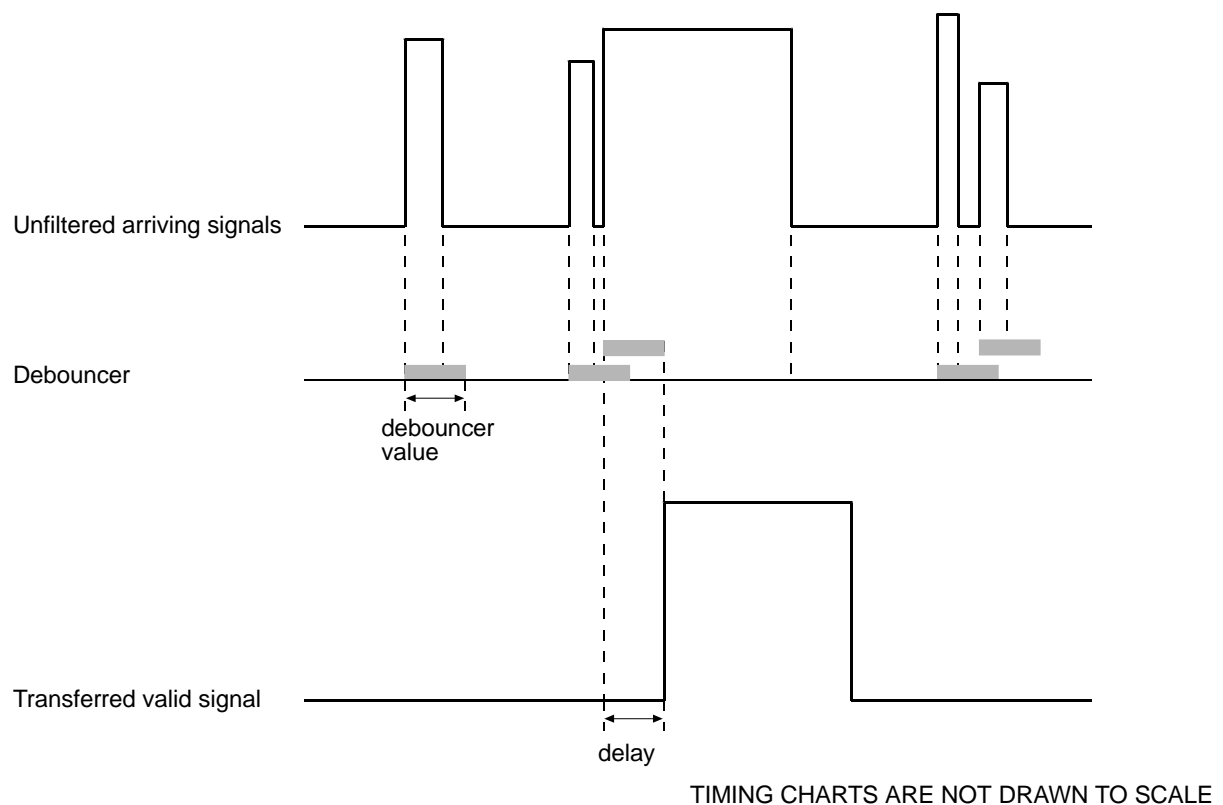 Unfiltered arriving signals
Debouncer
debouncer
value
Transferred valid signal
delay
TIMING CHARTS ARE NOT DRAWN TO SCALE